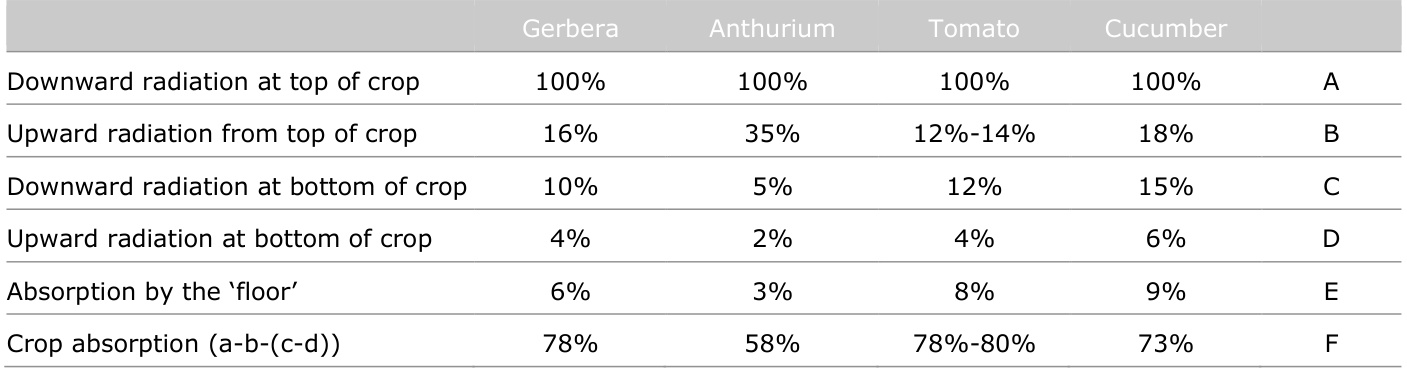 Gerbera Anthurium Tomato Cucumber
Downward radiation at top of crop 100% 100% 100% 100% A
Upward radiation from top of crop 16% 35% 12%-14% 18% B
Downward radiation at bottom of crop 10% 5% 12% 15% C
Upward radiation at bottom of crop 4% 2% 4% 6% D
Absorption by the ‘floor’ 6% 3% 8% 9% E
Crop absorption (a-b-(c-d)) 78% 58% 78%-80% 73% F